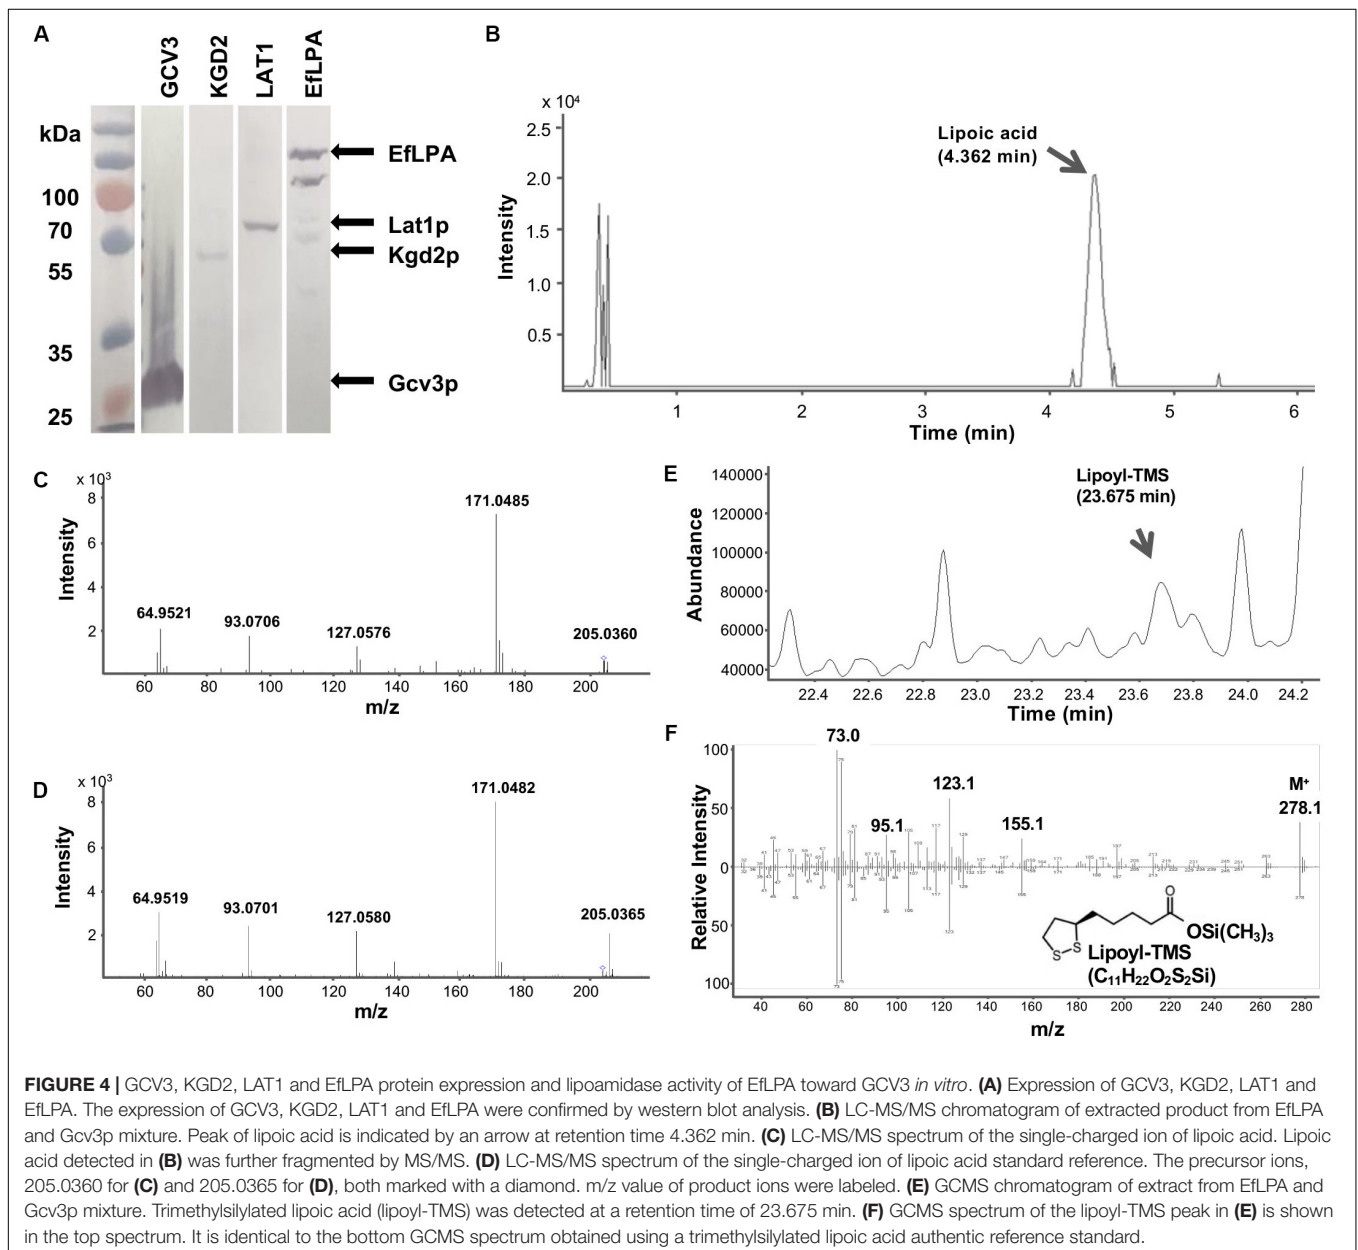 A
GCV3
KGD2
LAT1
EfLPA
kDa
100
70
55
35
25
EfLPA
Lat1p
Kgd2p
Gcv3p
B
x 10⁴
2.5
2.0
1.5
1.0
0.5
Intensity
Lipoic acid
(4.362 min)
1 2 3 4 5 6
Time (min)
C
x 10³
8
6
4
2
Intensity
64.9521
93.0706
127.0576
171.0485
205.0360
60 80 100 120 140 160 180 200
m/z
D
x 10³
8
6
4
2
Intensity
64.9519
93.0701
127.0580
171.0482
205.0365
60 80 100 120 140 160 180 200
m/z
E
140000
120000
100000
80000
60000
40000
Abundance
Lipoyl-TMS
(23.675 min)
22.4 22.6 22.8 23.0 23.2 23.4 23.6 23.8 24.0 24.2
Time (min)
F
100
50
0
50
100
Relative Intensity
73.0
95.1
123.1
155.1
M⁺
278.1
O
OSi(CH₃)₃
S
S
Lipoyl-TMS
(C₁₁H₂₂O₂S₂Si)
40 60 80 100 120 140 160 180 200 220 240 260 280
m/z
FIGURE 4 | GCV3, KGD2, LAT1 and EfLPA protein expression and lipoamidase activity of EfLPA toward GCV3 in vitro. (A) Expression of GCV3, KGD2, LAT1 and
EfLPA. The expression of GCV3, KGD2, LAT1 and EfLPA were confirmed by western blot analysis. (B) LC-MS/MS chromatogram of extracted product from EfLPA
and Gcv3p mixture. Peak of lipoic acid is indicated by an arrow at retention time 4.362 min. (C) LC-MS/MS spectrum of the single-charged ion of lipoic acid. Lipoic
acid detected in (B) was further fragmented by MS/MS. (D) LC-MS/MS spectrum of the single-charged ion of lipoic acid standard reference. The precursor ions,
205.0360 for (C) and 205.0365 for (D), both marked with a diamond. m/z value of product ions were labeled. (E) GCMS chromatogram of extract from EfLPA and
Gcv3p mixture. Trimethylsilylated lipoic acid (lipoyl-TMS) was detected at a retention time of 23.675 min. (F) GCMS spectrum of the lipoyl-TMS peak in (E) is shown
in the top spectrum. It is identical to the bottom GCMS spectrum obtained using a trimethylsilylated lipoic acid authentic reference standard.